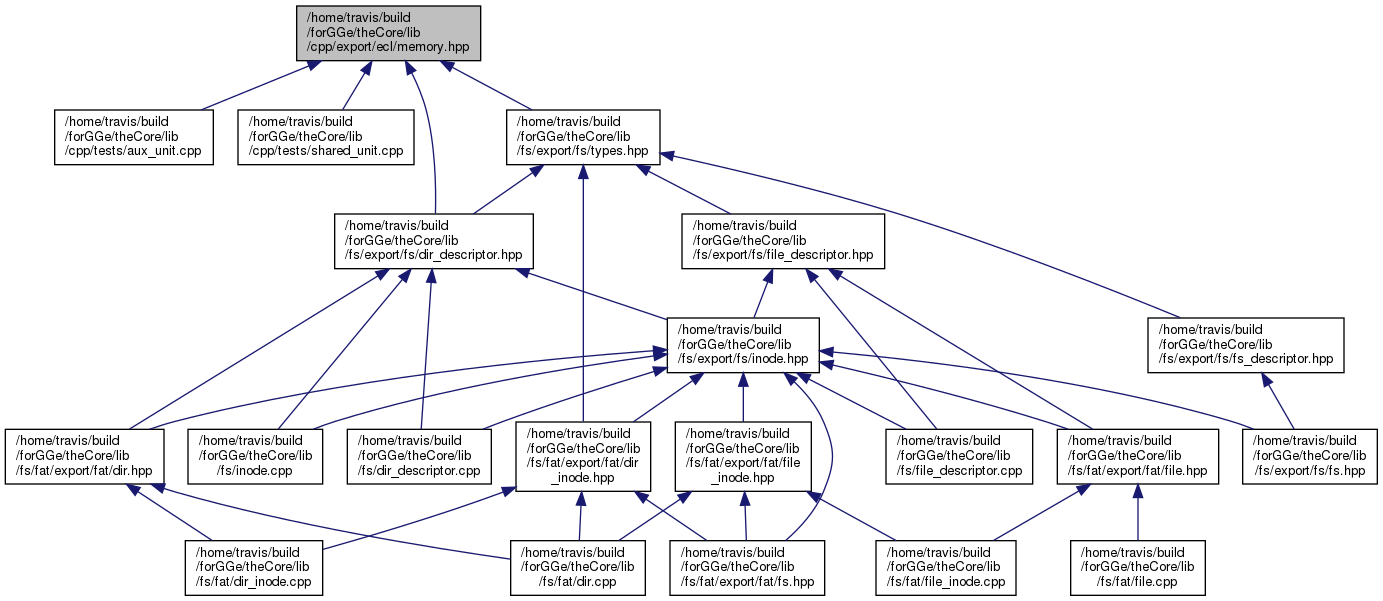 /home/travis/build
/forGGe/theCore/lib
/cpp/export/ecl/memory.hpp
/home/travis/build
/forGGe/theCore/lib
/cpp/tests/aux_unit.cpp
/home/travis/build
/forGGe/theCore/lib
/cpp/tests/shared_unit.cpp
/home/travis/build
/forGGe/theCore/lib
/fs/export/fs/types.hpp
/home/travis/build
/forGGe/theCore/lib
/fs/export/fs/dir_descriptor.hpp
/home/travis/build
/forGGe/theCore/lib
/fs/export/fs/file_descriptor.hpp
/home/travis/build
/forGGe/theCore/lib
/fs/export/fs/inode.hpp
/home/travis/build
/forGGe/theCore/lib
/fs/export/fs/fs_descriptor.hpp
/home/travis/build
/forGGe/theCore/lib
/fs/fat/export/fat/dir.hpp
/home/travis/build
/forGGe/theCore/lib
/fs/inode.cpp
/home/travis/build
/forGGe/theCore/lib
/fs/dir_descriptor.cpp
/home/travis/build
/forGGe/theCore/lib
/fs/fat/export/fat/dir
_inode.hpp
/home/travis/build
/forGGe/theCore/lib
/fs/fat/export/fat/file
_inode.hpp
/home/travis/build
/forGGe/theCore/lib
/fs/file_descriptor.cpp
/home/travis/build
/forGGe/theCore/lib
/fs/fat/export/fat/file.hpp
/home/travis/build
/forGGe/theCore/lib
/fs/export/fs/fs.hpp
/home/travis/build
/forGGe/theCore/lib
/fs/fat/dir_inode.cpp
/home/travis/build
/forGGe/theCore/lib
/fs/fat/dir.cpp
/home/travis/build
/forGGe/theCore/lib
/fs/fat/export/fat/fs.hpp
/home/travis/build
/forGGe/theCore/lib
/fs/fat/file_inode.cpp
/home/travis/build
/forGGe/theCore/lib
/fs/fat/file.cpp